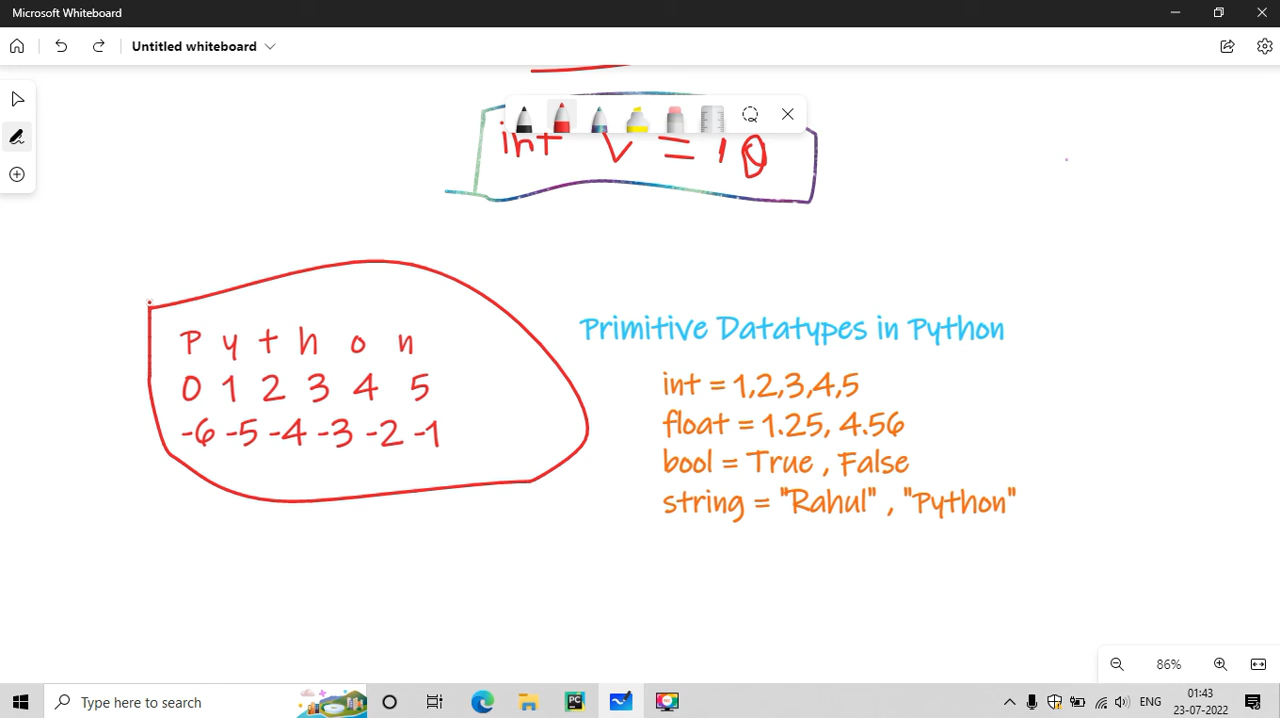 Microsoft Whiteboard
Untitled whiteboard
int V = 10
P y t h o n
0 1 2 3 4 5
-6 -5 -4 -3 -2 -1
Primitive Datatypes in Python
int = 1,2,3,4,5
float = 1.25, 4.56
bool = True , False
string = "Rahul" , "Python"
86%
Type here to search
PC
ENG
01:43
23-07-2022